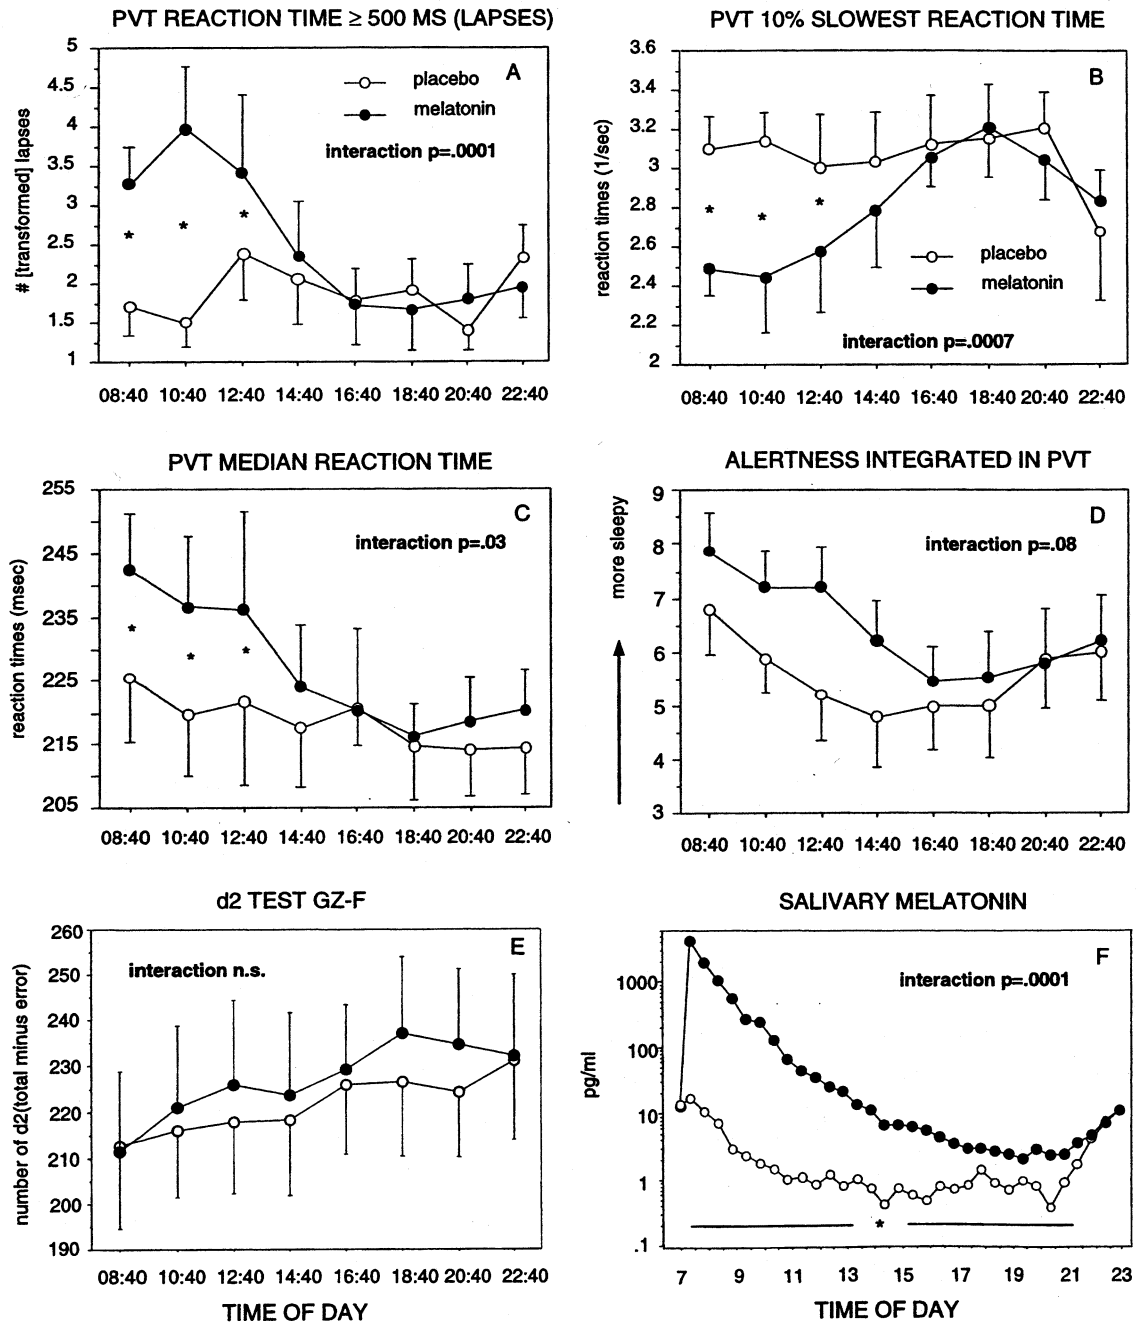 PVT REACTION TIME ≥ 500 MS (LAPSES)
5
4.5
4
3.5
3
2.5
2
1.5
1
# [transformed] lapses
A
placebo
melatonin
interaction p=.0001
*
*
*
08:40 10:40 12:40 14:40 16:40 18:40 20:40 22:40
PVT 10% SLOWEST REACTION TIME
3.6
3.4
3.2
3
2.8
2.6
2.4
2.2
2
reaction times (1/sec)
B
*
*
*
placebo
melatonin
interaction p=.0007
08:40 10:40 12:40 14:40 16:40 18:40 20:40 22:40
PVT MEDIAN REACTION TIME
255
245
235
225
215
205
reaction times (msec)
C
interaction p=.03
*
*
*
08:40 10:40 12:40 14:40 16:40 18:40 20:40 22:40
ALERTNESS INTEGRATED IN PVT
9
8
7
6
5
4
3
more sleepy
D
interaction p=.08
08:40 10:40 12:40 14:40 16:40 18:40 20:40 22:40
d2 TEST GZ-F
260
250
240
230
220
210
200
190
number of d2(total minus error)
E
interaction n.s.
08:40 10:40 12:40 14:40 16:40 18:40 20:40 22:40
TIME OF DAY
SALIVARY MELATONIN
1000
100
10
1
.1
pg/ml
F
interaction p=.0001
*
7 9 11 13 15 17 19 21 23
TIME OF DAY